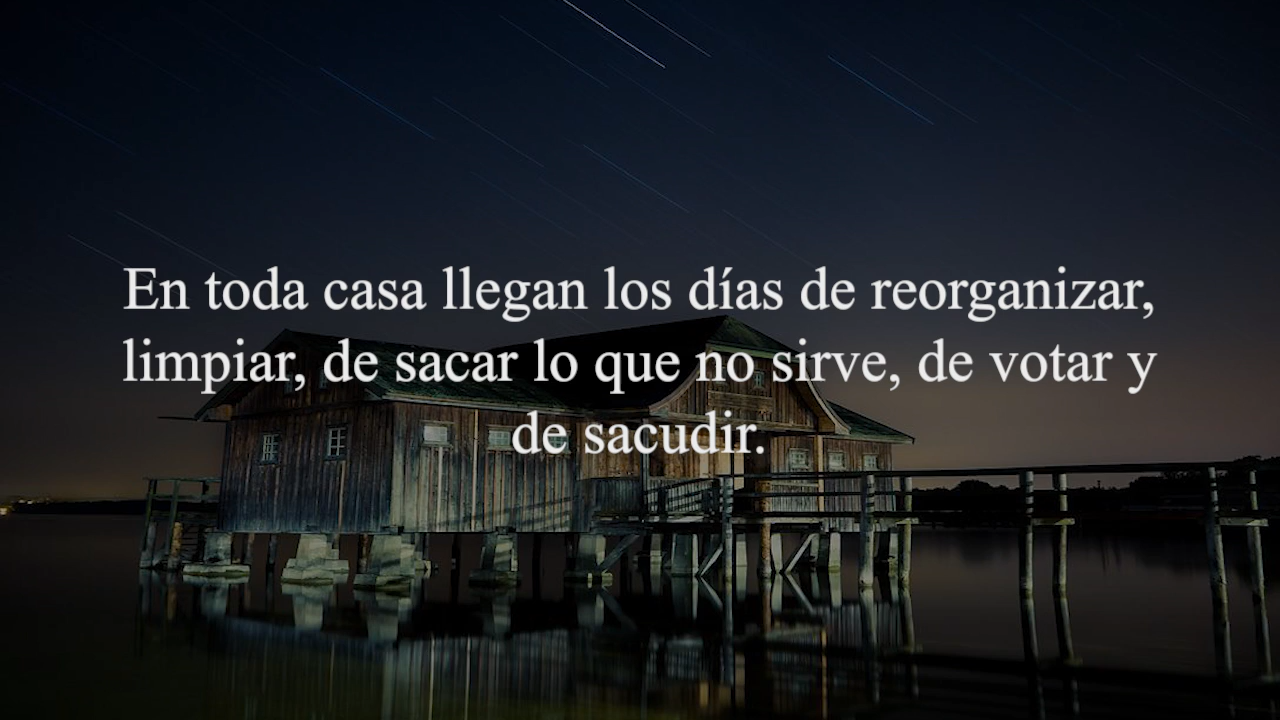 En toda casa llegan los días de reorganizar,
limpiar, de sacar lo que no sirve, de votar y
de sacudir.